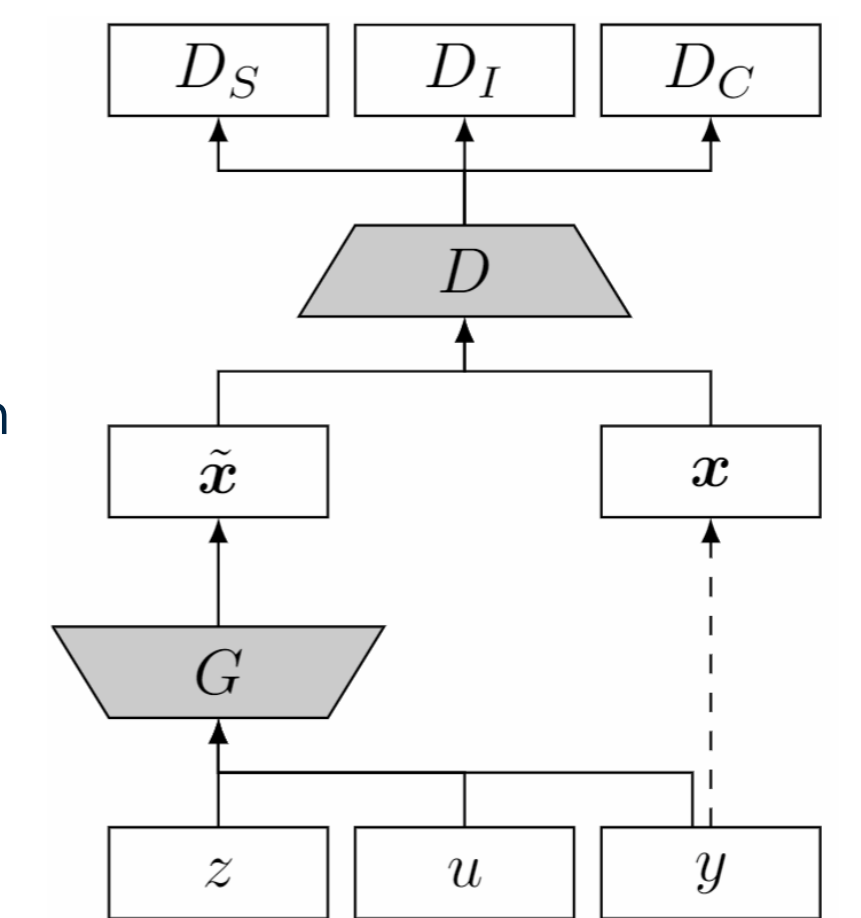 D_S D_I D_C
D
n
x̃ x
G
z u y